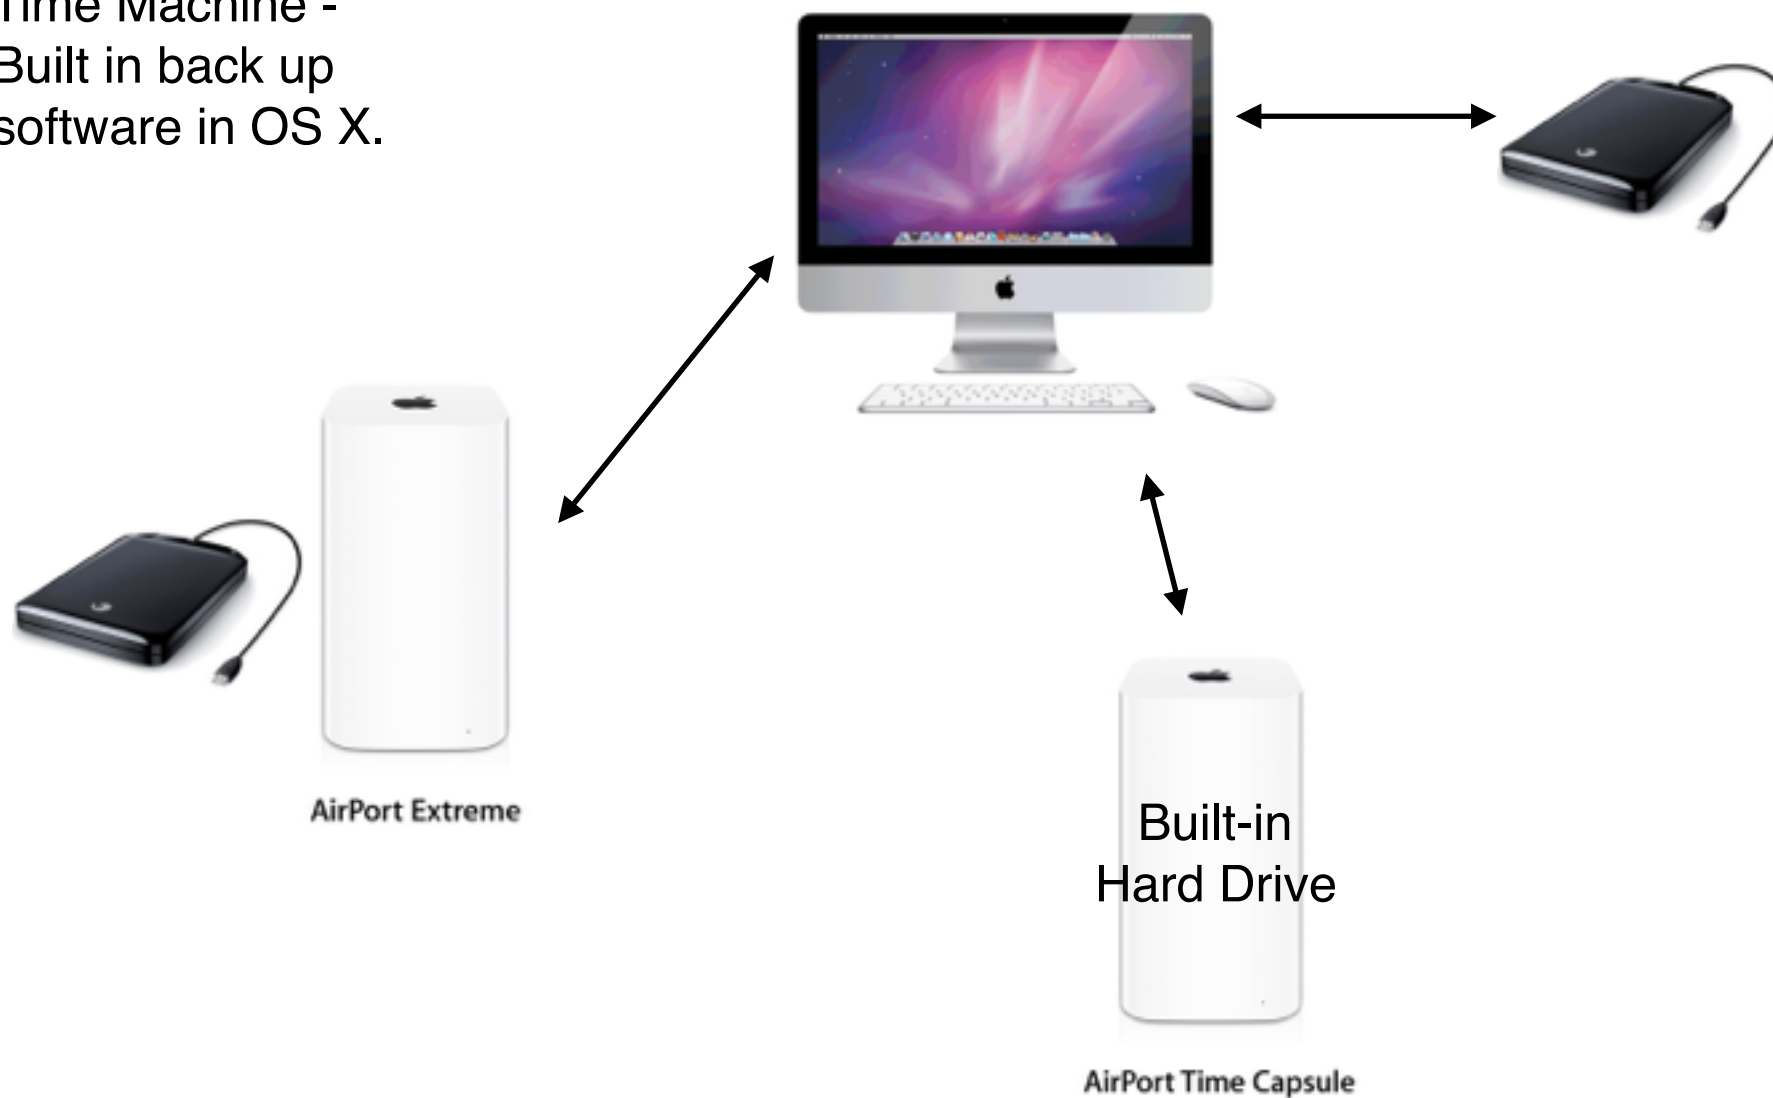 Time Machine -
Built in back up
software in OS X.
AirPort Extreme
Built-in
Hard Drive
AirPort Time Capsule